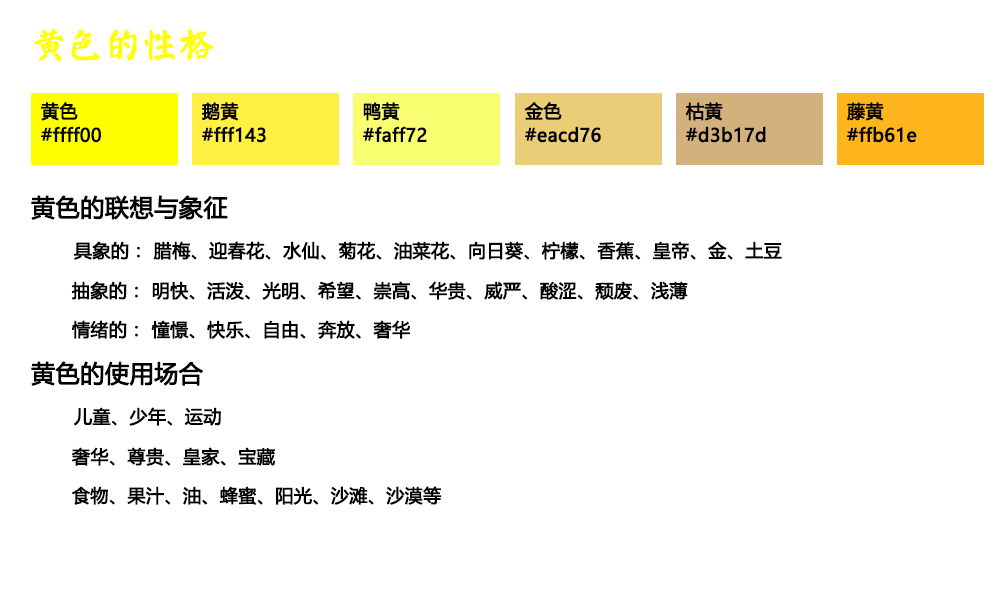 黄色的性格
黄色 鹅黄 鸭黄 金色 枯黄 藤黄
#ffff00 #fff143 #faff72 #eacd76 #d3b17d #ffb61e
黄色的联想与象征
具象的： 腊梅、迎春花、水仙、菊花、油菜花、向日葵、柠檬、香蕉、皇帝、金、土豆
抽象的： 明快、活泼、光明、希望、崇高、华贵、威严、酸涩、颓废、浅薄
情绪的： 憧憬、快乐、自由、奔放、奢华
黄色的使用场合
儿童、少年、运动
奢华、尊贵、皇家、宝藏
食物、果汁、油、蜂蜜、阳光、沙滩、沙漠等